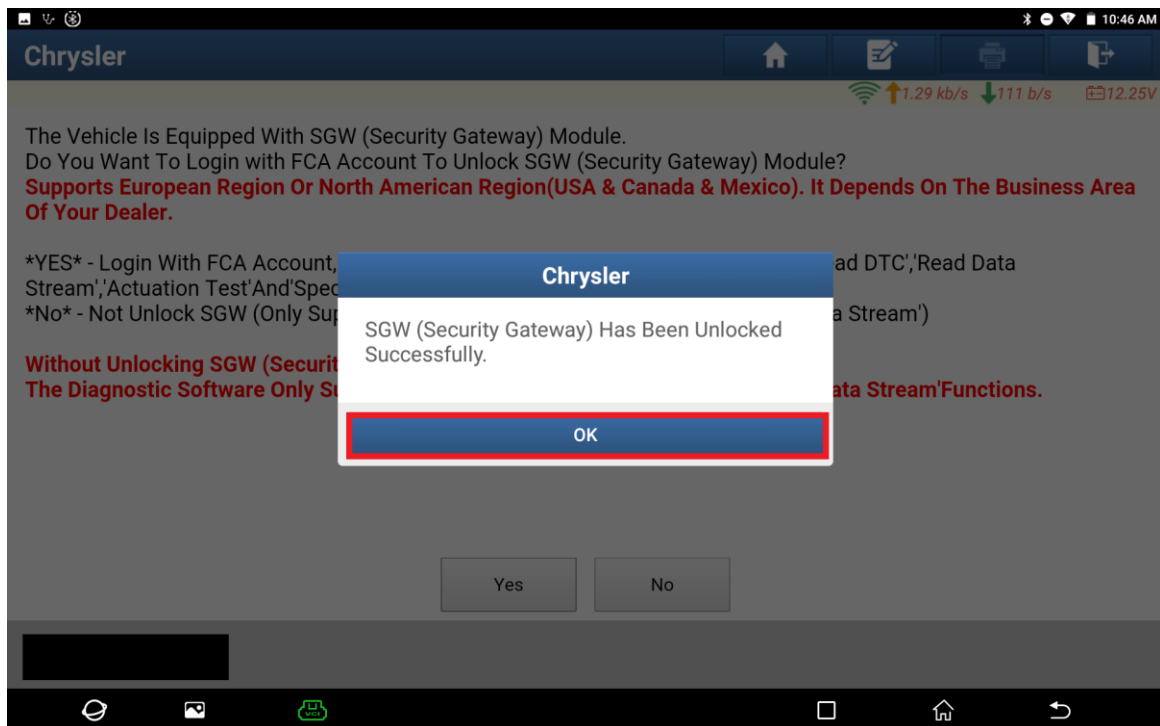 10:46 AM
Chrysler
1.29 kb/s 111 b/s 12.25V
The Vehicle Is Equipped With SGW (Security Gateway) Module.
Do You Want To Login with FCA Account To Unlock SGW (Security Gateway) Module?
Supports European Region Or North American Region(USA & Canada & Mexico). It Depends On The Business Area
Of Your Dealer.
*YES* - Login With FCA Account, ad DTC','Read Data
Stream','Actuation Test'And'Spec
*No* - Not Unlock SGW (Only Sup a Stream')
Without Unlocking SGW (Securit
The Diagnostic Software Only Su ata Stream'Functions.
Chrysler
SGW (Security Gateway) Has Been Unlocked
Successfully.
OK
Yes No
VCI